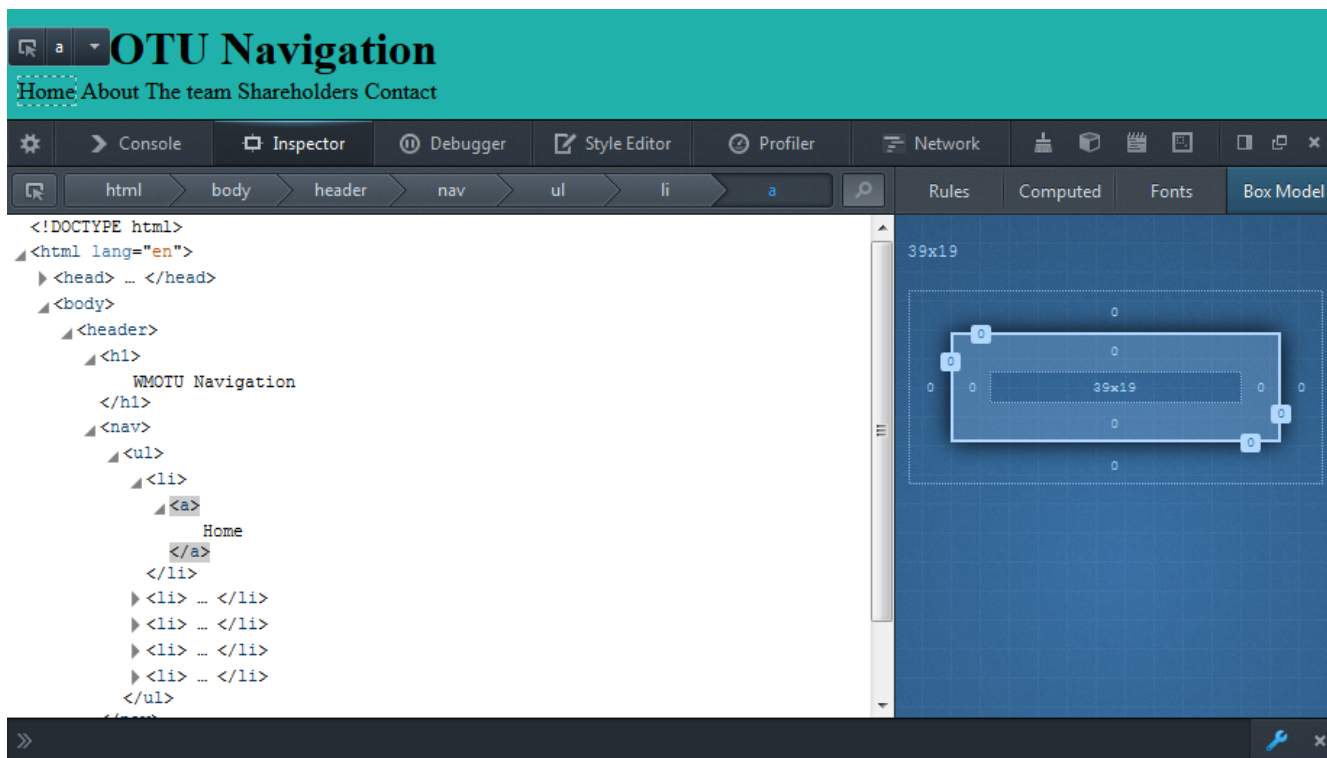 a OTU Navigation
Home About The team Shareholders Contact
Console Inspector Debugger Style Editor Profiler Network
html body header nav ul li a Rules Computed Fonts Box Model
<!DOCTYPE html>
<html lang="en">
<head> … </head>
<body>
<header>
<h1>
WMOTU Navigation
</h1>
<nav>
<ul>
<li>
<a>
Home
</a>
</li>
<li> … </li>
<li> … </li>
<li> … </li>
<li> … </li>
</ul>
39x19
0
0
0
0
0 0 39x19 0 0
0
0
0
0